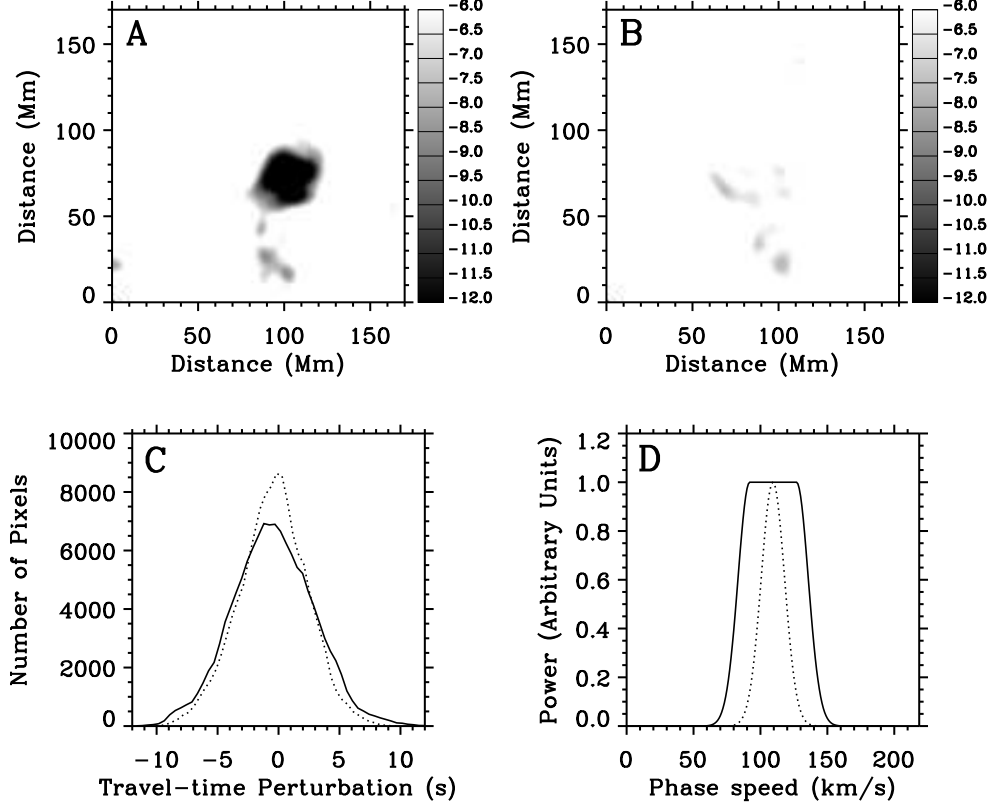 A
150
100
50
0
Distance (Mm)
0 50 100 150
Distance (Mm)
-6.0
-6.5
-7.0
-7.5
-8.0
-8.5
-9.0
-9.5
-10.0
-10.5
-11.0
-11.5
-12.0
B
150
100
50
0
Distance (Mm)
0 50 100 150
Distance (Mm)
-6.0
-6.5
-7.0
-7.5
-8.0
-8.5
-9.0
-9.5
-10.0
-10.5
-11.0
-11.5
-12.0
C
10000
8000
6000
4000
2000
0
Number of Pixels
-10 -5 0 5 10
Travel-time Perturbation (s)
D
1.2
1.0
0.8
0.6
0.4
0.2
0.0
Power (Arbitrary Units)
0 50 100 150 200
Phase speed (km/s)